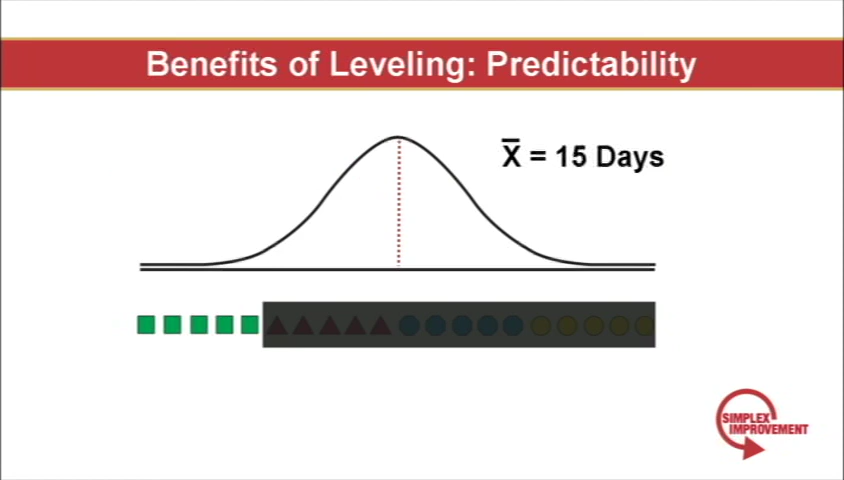 Benefits of Leveling: Predictability
X̄ = 15 Days
SIMPLEX
IMPROVEMENT